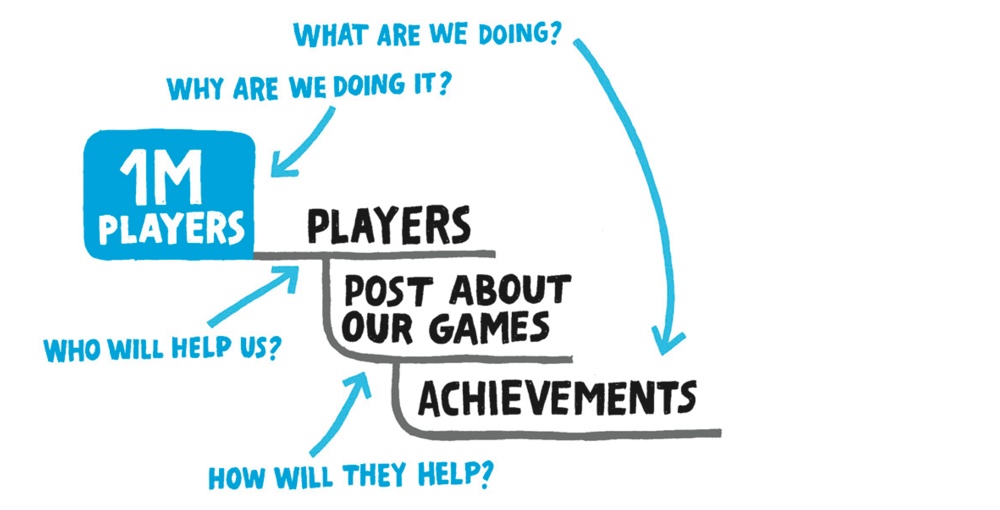 WHAT ARE WE DOING?
WHY ARE WE DOING IT?
1M
PLAYERS
PLAYERS
POST ABOUT
OUR GAMES
WHO WILL HELP US?
ACHIEVEMENTS
HOW WILL THEY HELP?